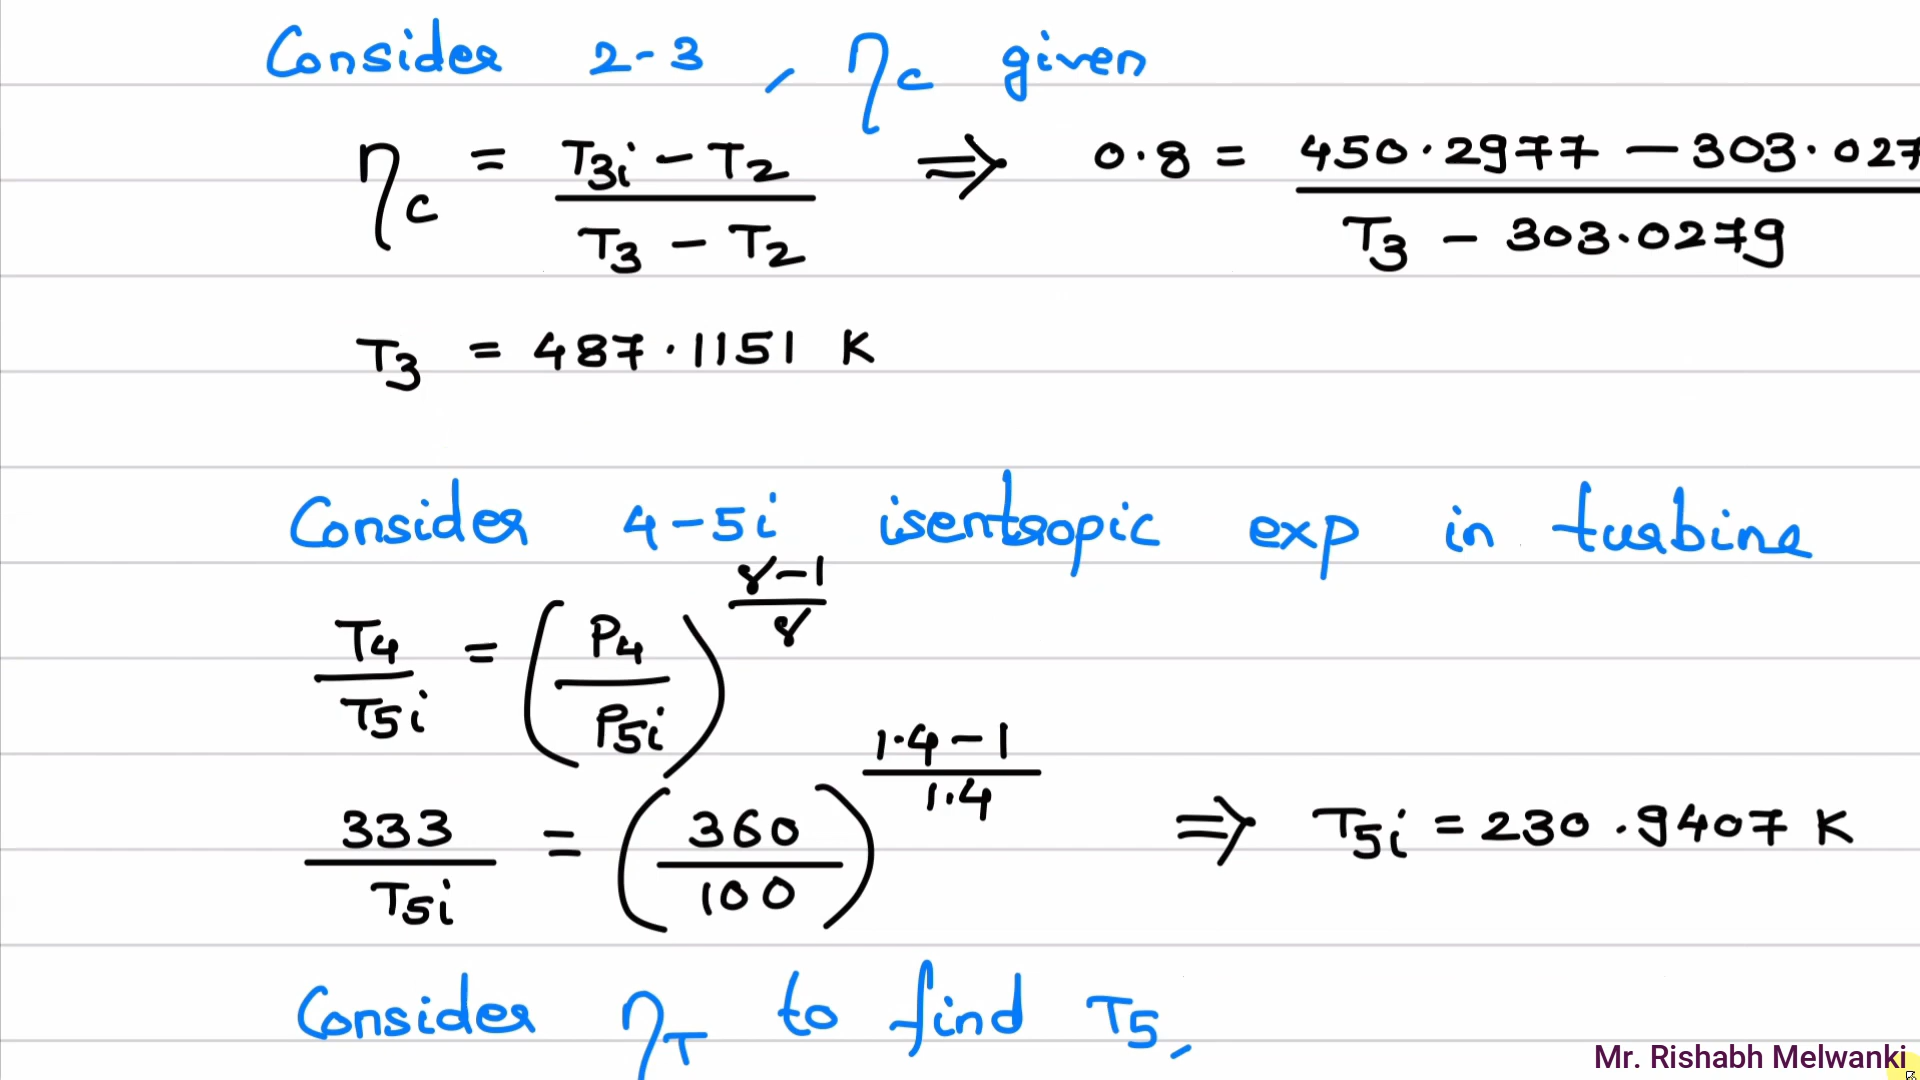 Consider 2-3, ηc given
ηc = (T3i - T2) / (T3 - T2) ⇒ 0.8 = (450.2977 - 303.027) / (T3 - 303.0279)
T3 = 487.1151 K
Consider 4-5i isentropic exp in turbine
T4 / T5i = (P4 / P5i)^((γ-1)/γ)
333 / T5i = (360 / 100)^((1.4-1)/1.4) ⇒ T5i = 230.9407 K
Consider ηT to find T5,
Mr. Rishabh Melwanki